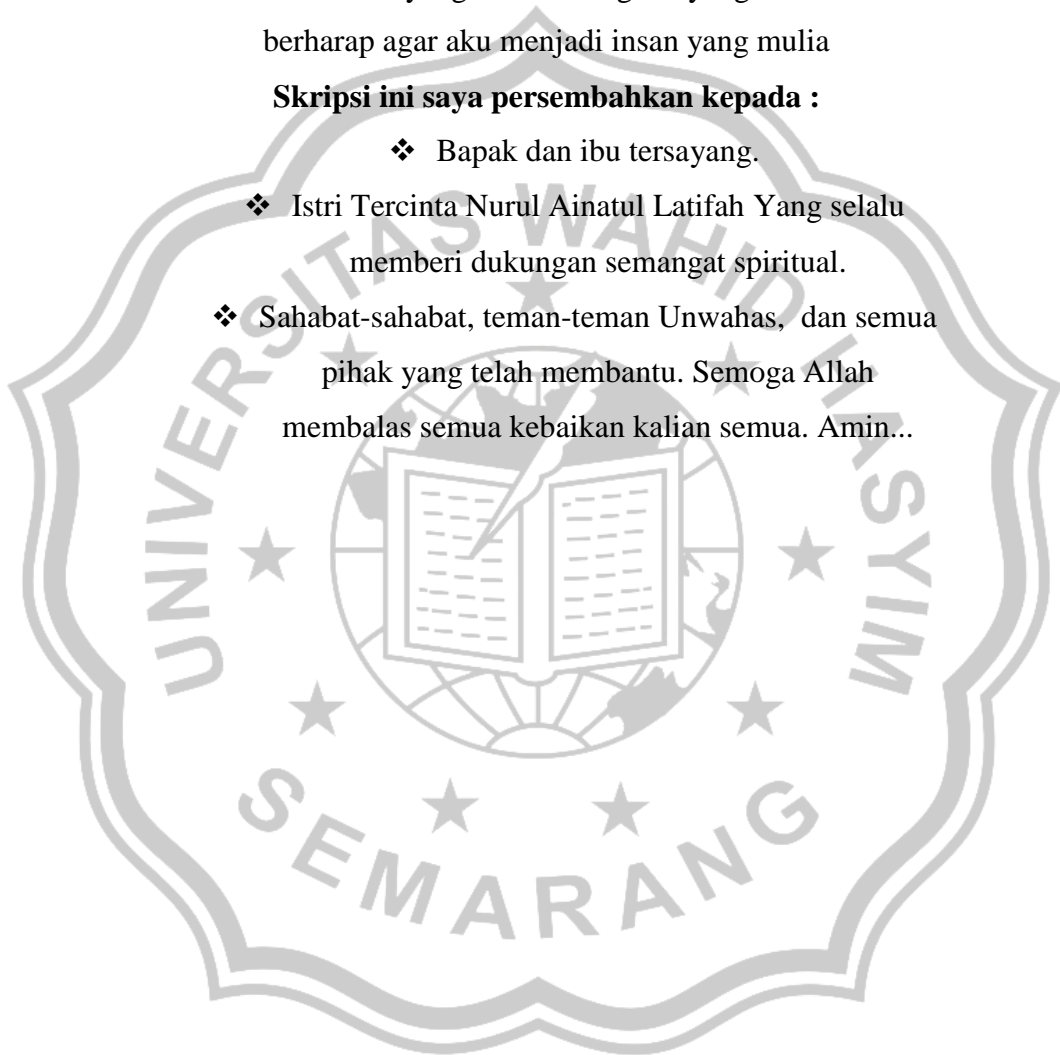 berharap agar aku menjadi insan yang mulia
Skripsi ini saya persembahkan kepada :
❖ Bapak dan ibu tersayang.
❖ Istri Tercinta Nurul Ainatul Latifah Yang selalu
memberi dukungan semangat spiritual.
❖ Sahabat-sahabat, teman-teman Unwahas, dan semua
pihak yang telah membantu. Semoga Allah
membalas semua kebaikan kalian semua. Amin...
UNIVERSITAS WAHID HASYIM
SEMARANG